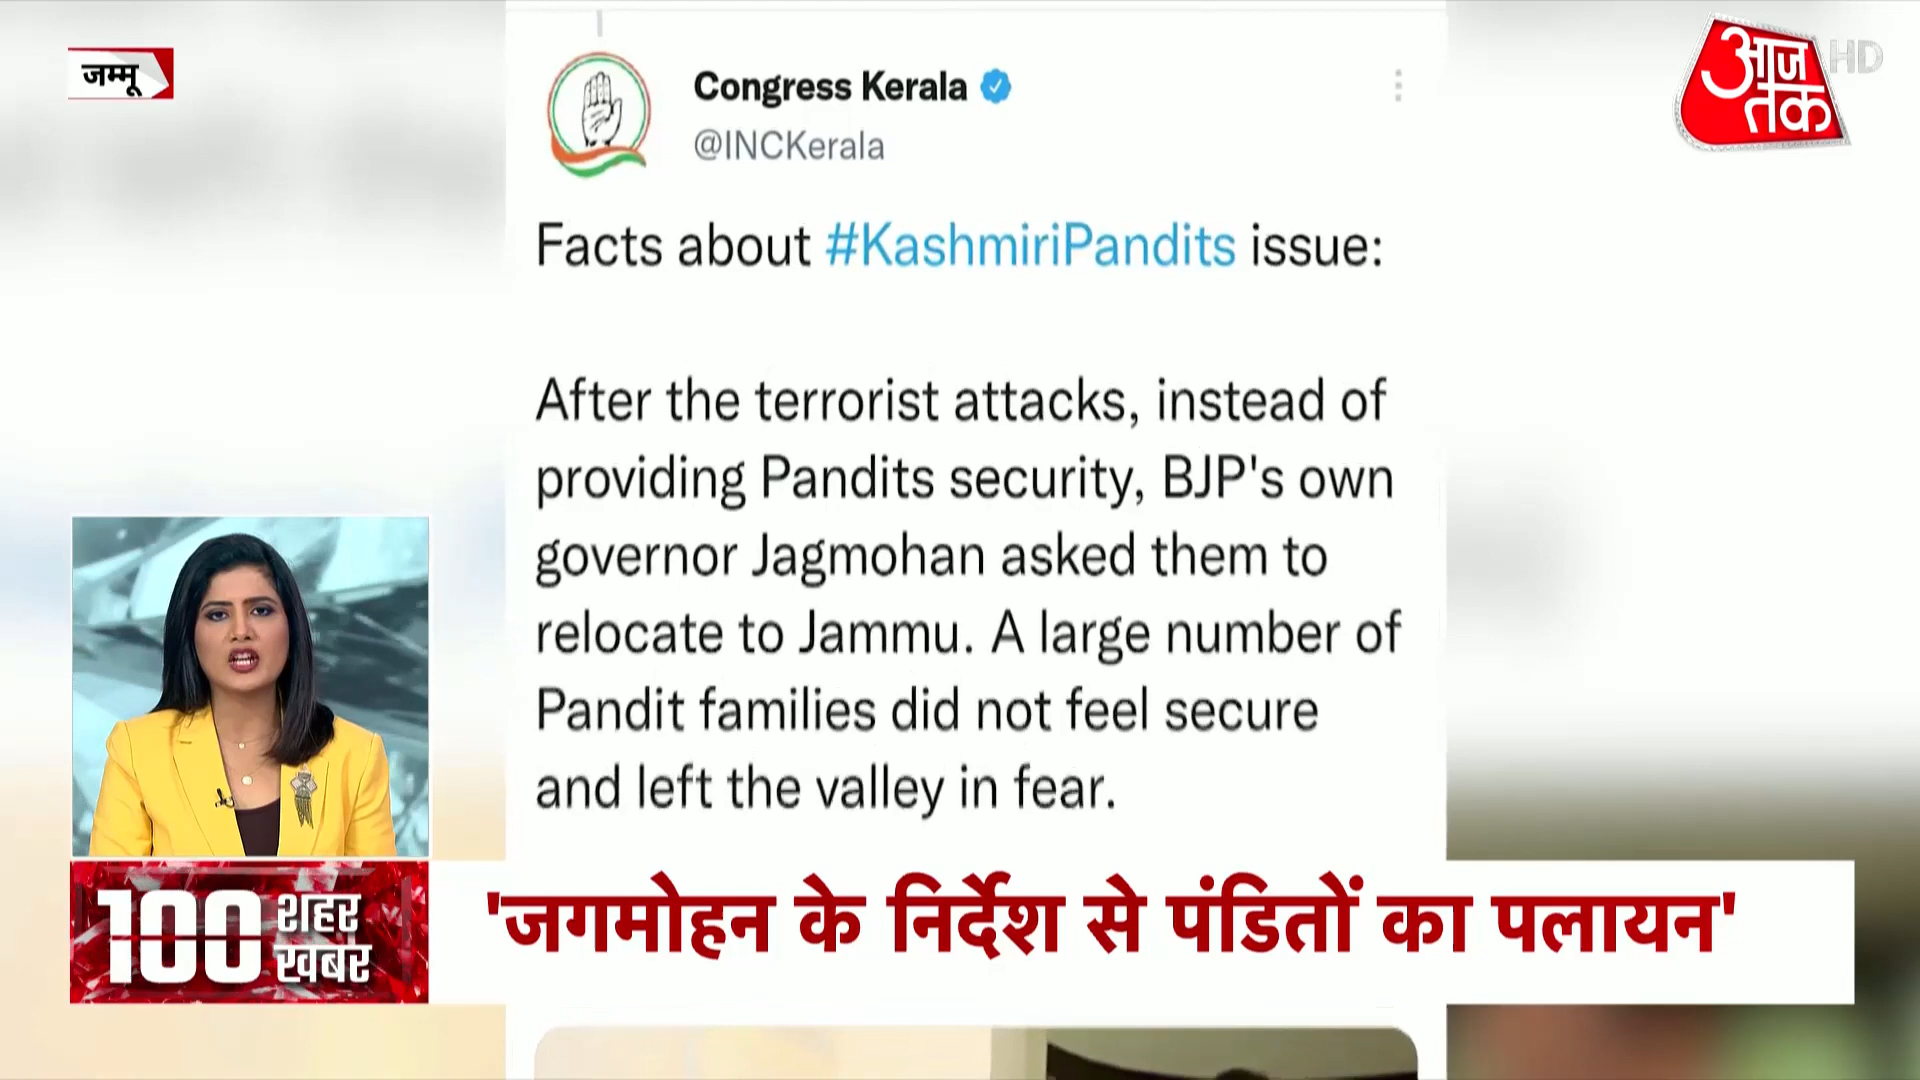 जम्मू
आज
तक
HD
Congress Kerala
@INCKerala
Facts about #KashmiriPandits issue:
After the terrorist attacks, instead of
providing Pandits security, BJP's own
governor Jagmohan asked them to
relocate to Jammu. A large number of
Pandit families did not feel secure
and left the valley in fear.
100 शहर
खबर
'जगमोहन के निर्देश से पंडितों का पलायन'